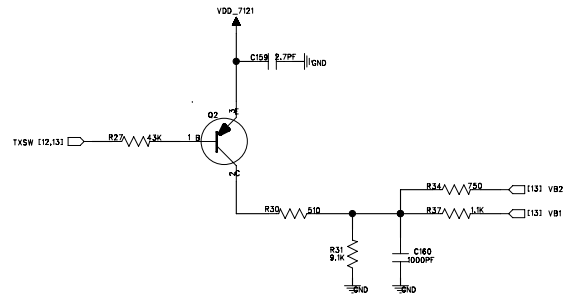 VDD_7121
C159 2.7PF
GND
3 E
Q2
TXSW [12,13]
R27 43K
1 B
2 C
R34 750
[13] VB2
R30 510
R37 1.1K
[13] VB1
R31
9.1K
C160
1000PF
GND
GND